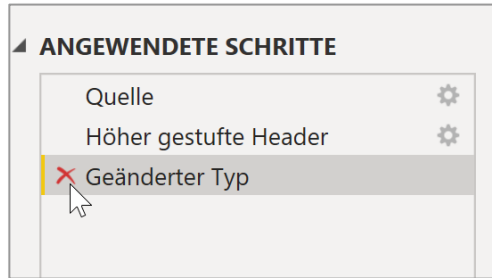 ANGEWENDETE SCHRITTE
Quelle
Höher gestufte Header
Geänderter Typ